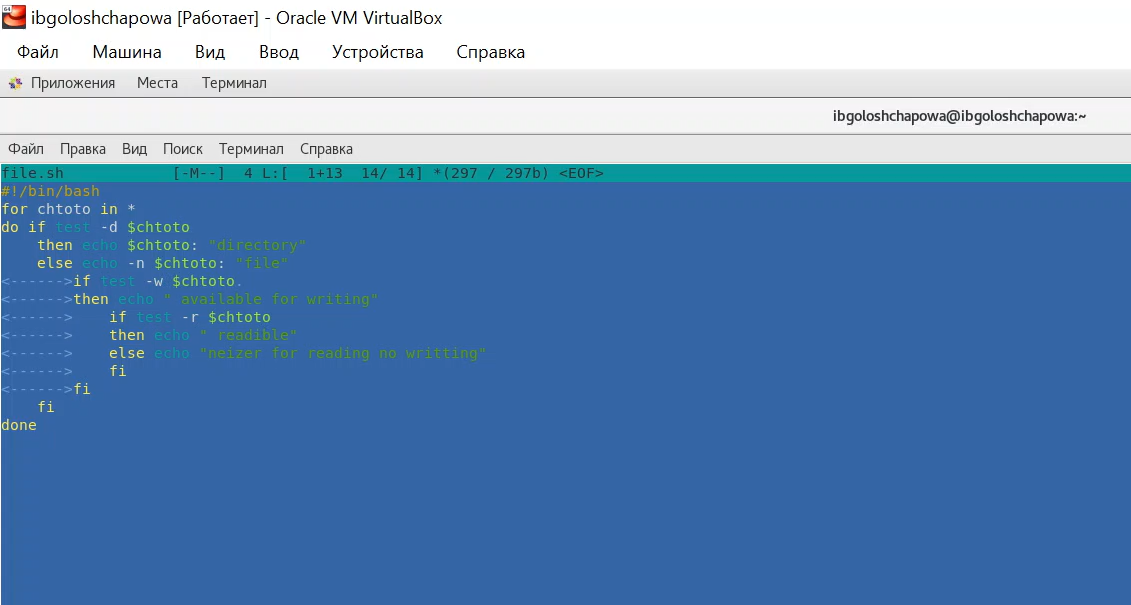 64
ibgoloshchapowa [Работает] - Oracle VM VirtualBox
Файл Машина Вид Ввод Устройства Справка
Приложения Места Терминал
ibgoloshchapowa@ibgoloshchapowa:~
Файл Правка Вид Поиск Терминал Справка
file.sh [-M--] 4 L:[ 1+13 14/ 14] *(297 / 297b) <EOF>
#!/bin/bash
for chtoto in *
do if test -d $chtoto
then echo $chtoto: "directory"
else echo -n $chtoto: "file"
<------>if test -w $chtoto.
<------>then echo " available for writing"
<------> if test -r $chtoto
<------> then echo " readible"
<------> else echo "neizer for reading no writting"
<------> fi
<------>fi
fi
done